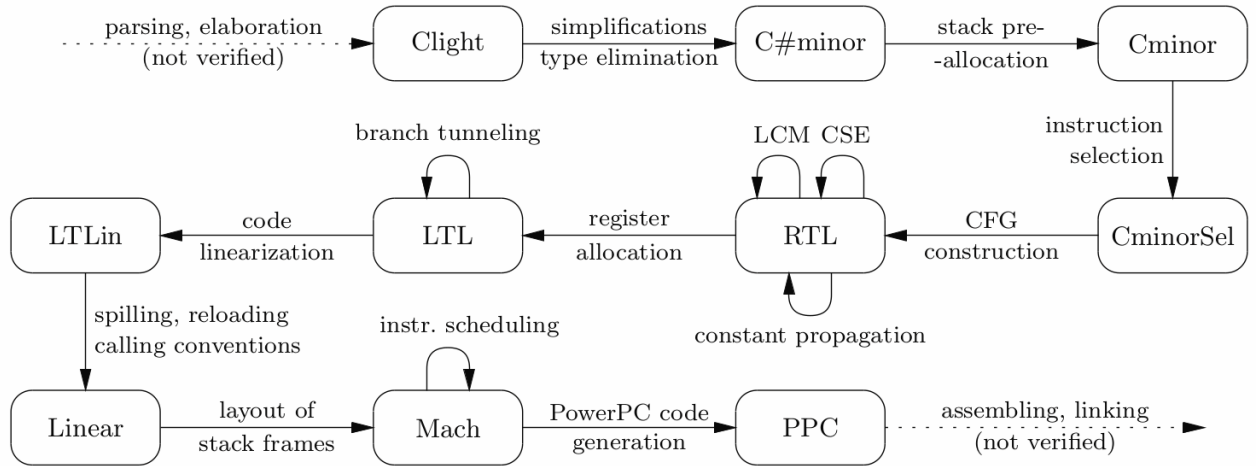 parsing, elaboration
(not verified)
Clight
simplifications
type elimination
C#minor
stack pre-
-allocation
Cminor
instruction
selection
branch tunneling
LCM CSE
LTLin
code
linearization
LTL
register
allocation
RTL
CFG
construction
CminorSel
constant propagation
spilling, reloading
calling conventions
instr. scheduling
Linear
layout of
stack frames
Mach
PowerPC code
generation
PPC
assembling, linking
(not verified)